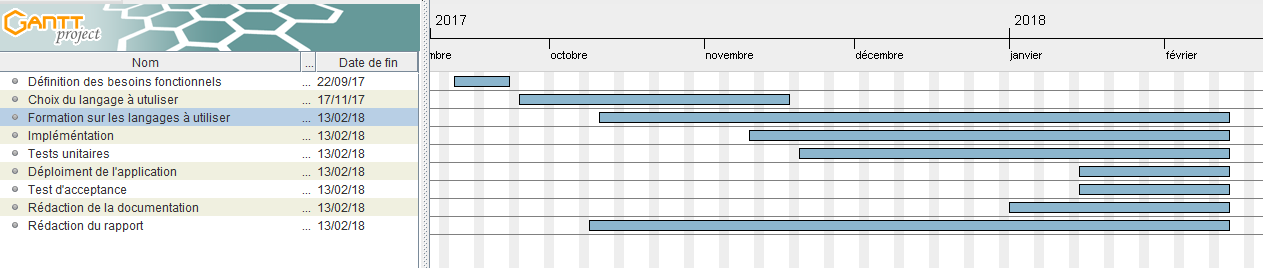 GANTT
project
2017
2018
mbre
octobre
novembre
décembre
janvier
février
Nom ... Date de fin
Définition des besoins fonctionnels ... 22/09/17
Choix du langage à utuliser ... 17/11/17
Formation sur les langages à utiliser ... 13/02/18
Impléméntation ... 13/02/18
Tests unitaires ... 13/02/18
Déploiment de l'application ... 13/02/18
Test d'acceptance ... 13/02/18
Rédaction de la documentation ... 13/02/18
Rédaction du rapport ... 13/02/18